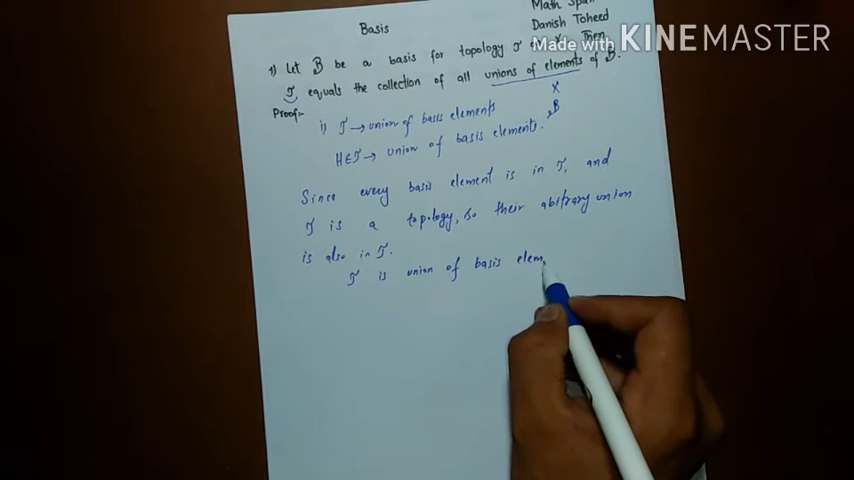 Math Span
Danish Toheed
Made with KINEMASTER
Basis
1) Let B be a basis for topology T X. Then
T equals the collection of all unions of elements of B.
Proof:-
i) T → union of basis elements
H ∈ T → union of basis elements.
X
B
Since every basis element is in T, and
T is a topology, so their abitrary union
is also in T.
T is union of basis elem